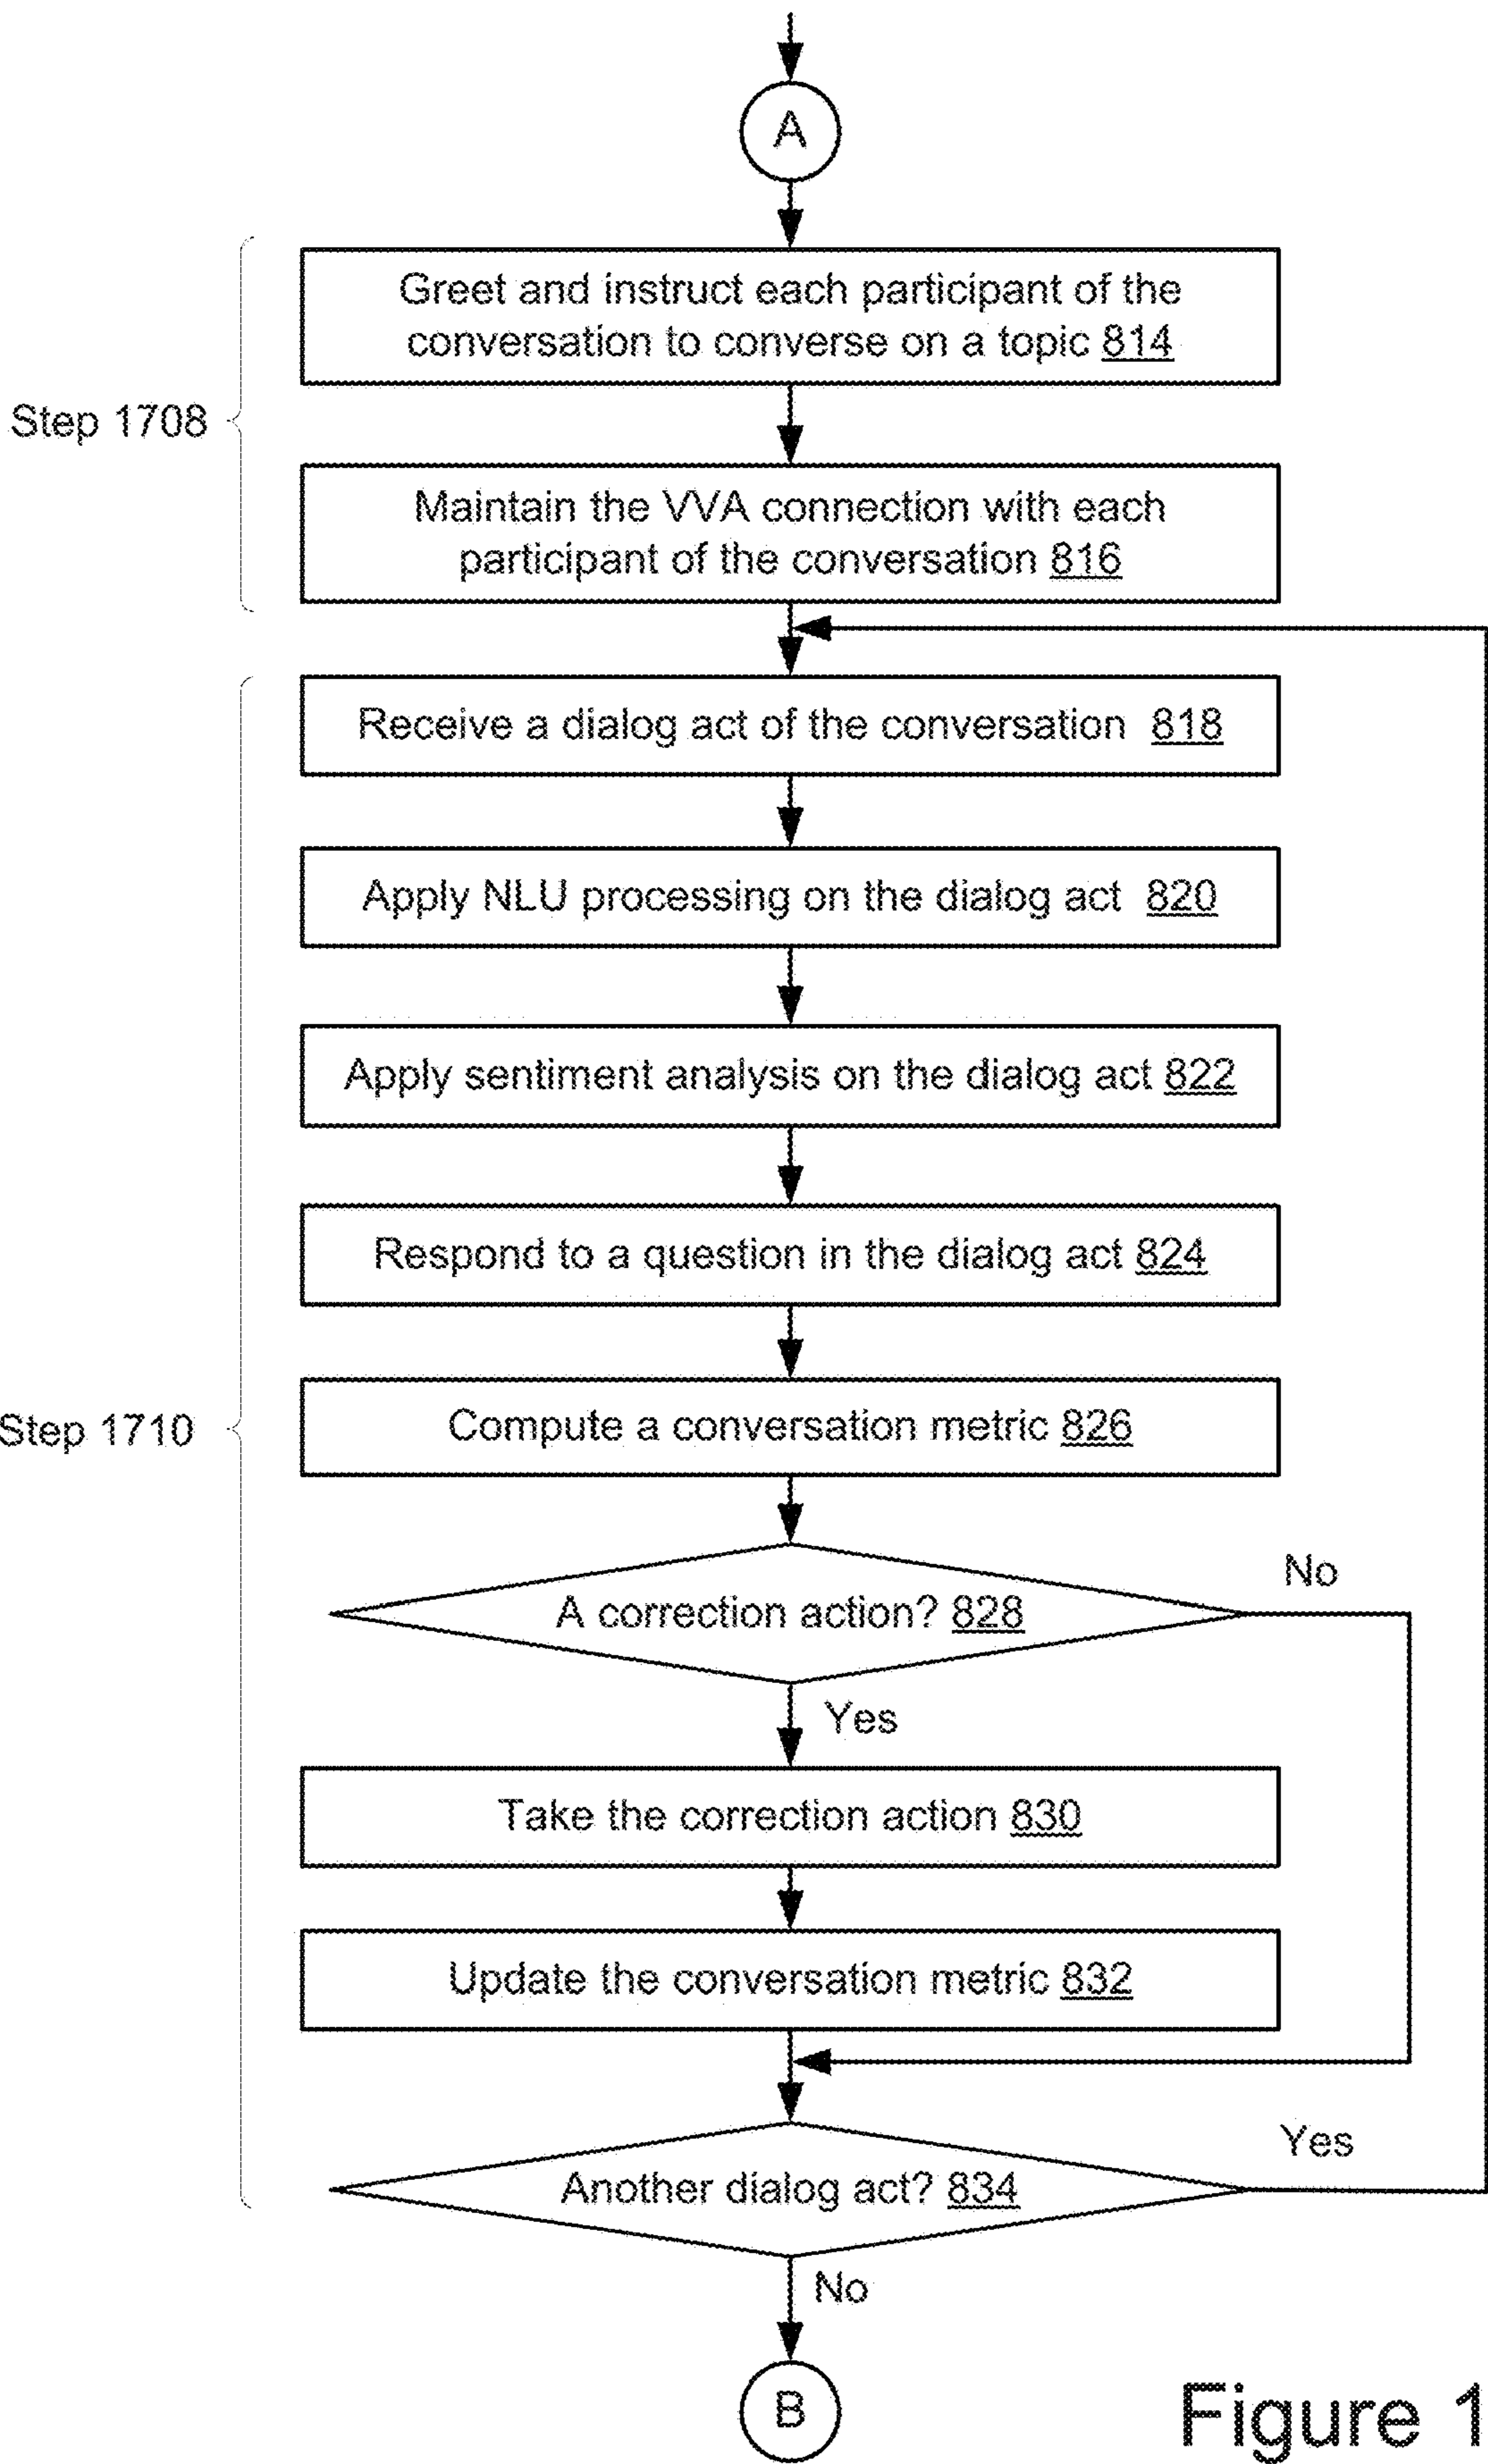 A
Greet and instruct each participant of the
conversation to converse on a topic 814
Step 1708
Maintain the VVA connection with each
participant of the conversation 816
Receive a dialog act of the conversation 818
Apply NLU processing on the dialog act 820
Apply sentiment analysis on the dialog act 822
Respond to a question in the dialog act 824
Compute a conversation metric 826
Step 1710
No
A correction action? 828
Yes
Take the correction action 830
Update the conversation metric 832
Yes
Another dialog act? 834
No
B
Figure 1